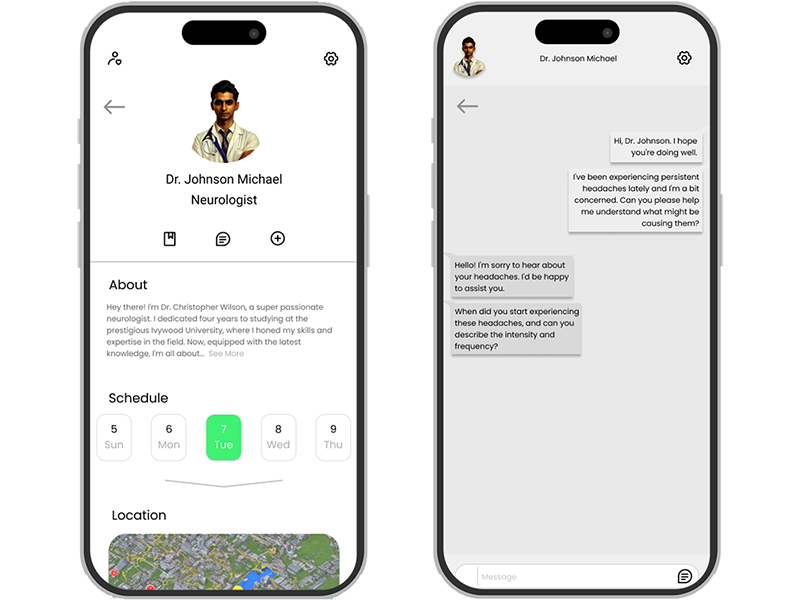 Dr. Johnson Michael
Neurologist
About
Hey there! I'm Dr. Christopher Wilson, a super passionate
neurologist. I dedicated four years to studying at the
prestigious Ivywood University, where I honed my skills and
expertise in the field. Now, equipped with the latest
knowledge, I'm all about... See More
Schedule
5 6 7 8 9
Sun Mon Tue Wed Thu
Location
Dr. Johnson Michael
Hi, Dr. Johnson. I hope
you're doing well.
I've been experiencing persistent
headaches lately and I'm a bit
concerned. Can you please help
me understand what might be
causing them?
Hello! I'm sorry to hear about
your headaches. I'd be happy
to assist you.
When did you start experiencing
these headaches, and can you
describe the intensity and
frequency?
Message